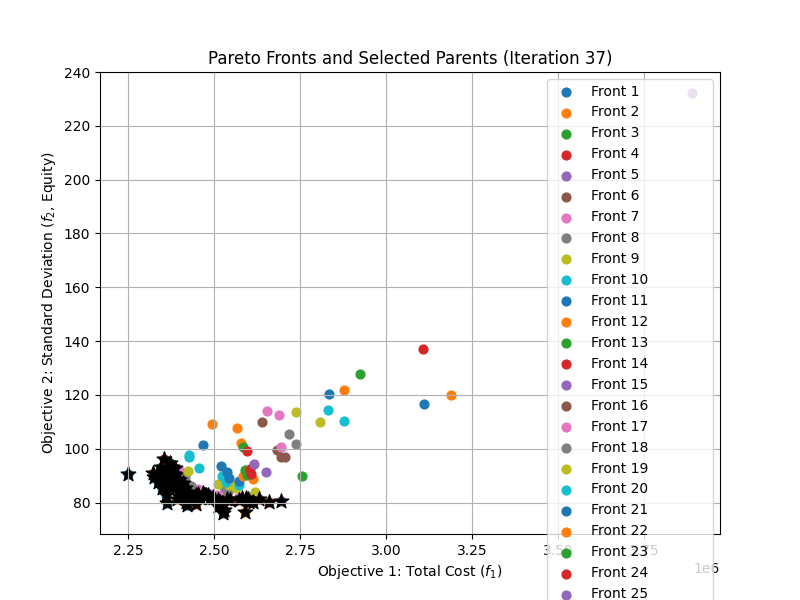 Pareto Fronts and Selected Parents (Iteration 37)
Objective 2: Standard Deviation (f₂, Equity)
240
220
200
180
160
140
120
100
80
2.25
2.50
2.75
3.00
3.25
3.50
3.75
1e6
Objective 1: Total Cost (f₁)
Front 1
Front 2
Front 3
Front 4
Front 5
Front 6
Front 7
Front 8
Front 9
Front 10
Front 11
Front 12
Front 13
Front 14
Front 15
Front 16
Front 17
Front 18
Front 19
Front 20
Front 21
Front 22
Front 23
Front 24
Front 25